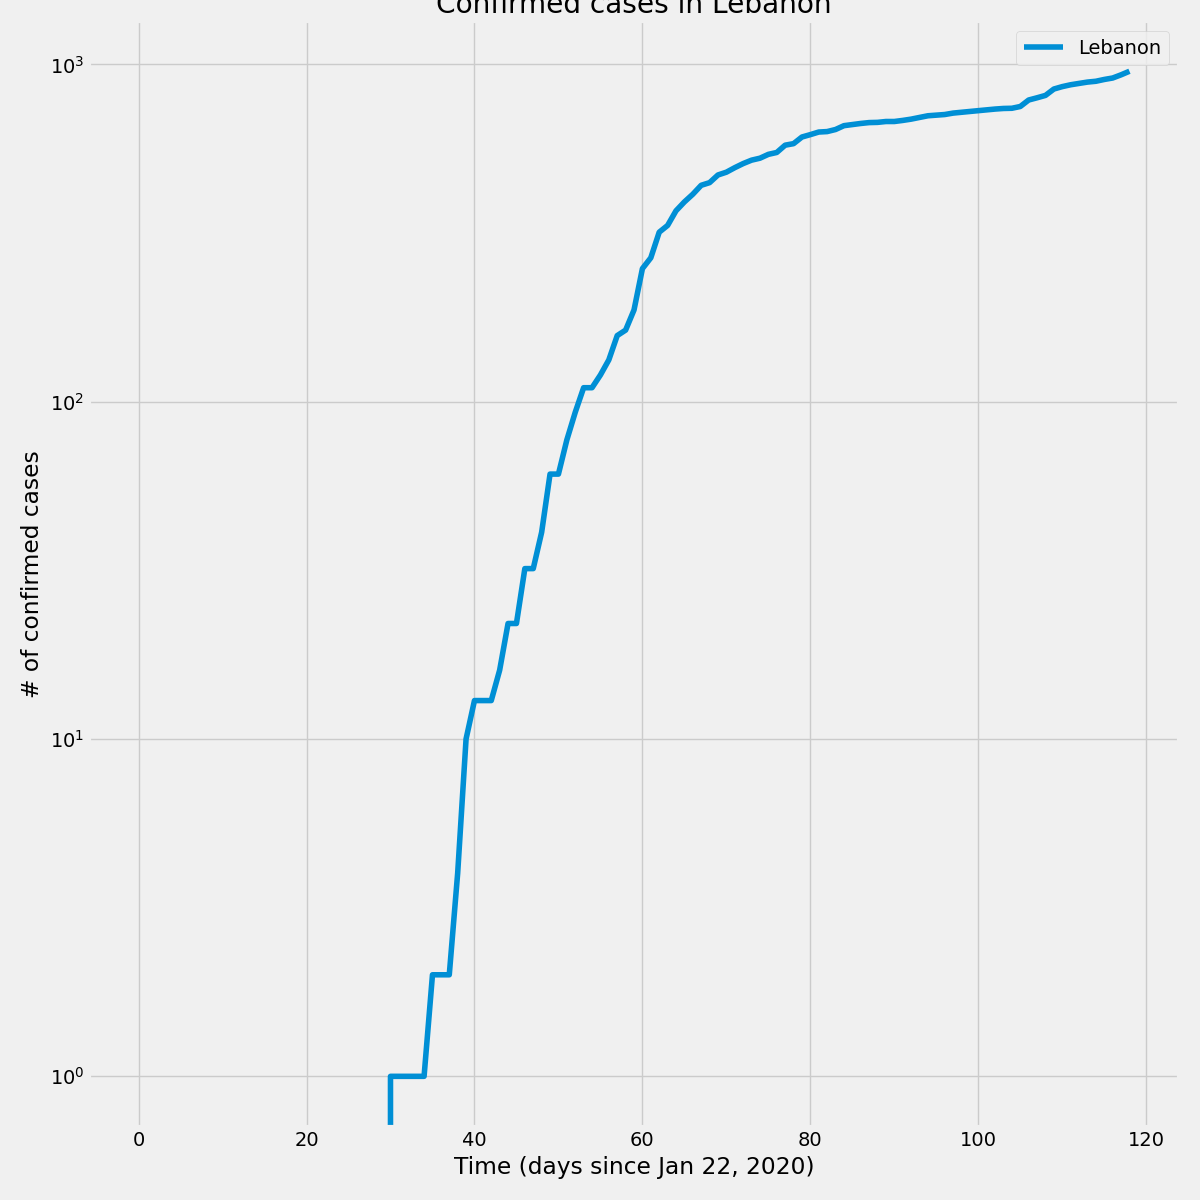 Confirmed cases in Lebanon
Lebanon
10³
10²
10¹
10⁰
# of confirmed cases
0 20 40 60 80 100 120
Time (days since Jan 22, 2020)